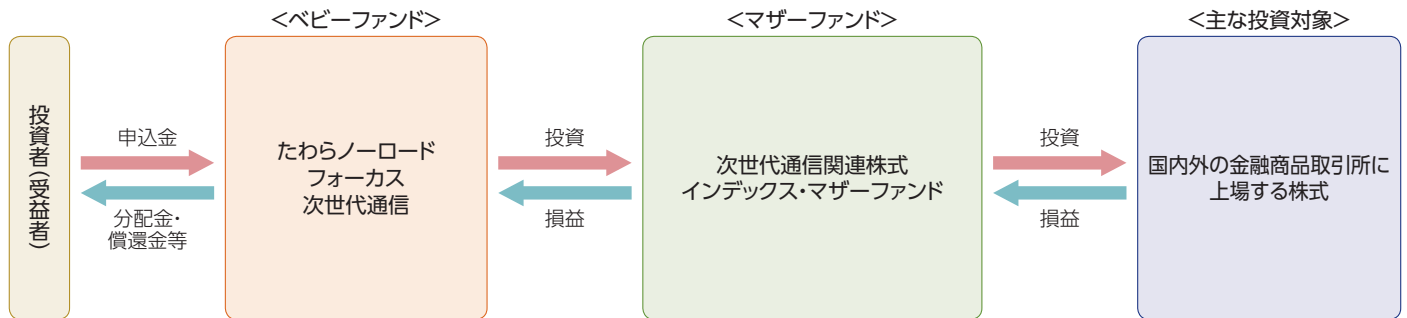 <ベビーファンド>
<マザーファンド>
<主な投資対象>
投資者(受益者)
申込金
分配金・
償還金等
たわらノーロード
フォーカス
次世代通信
投資
損益
次世代通信関連株式
インデックス・マザーファンド
投資
損益
国内外の金融商品取引所に
上場する株式